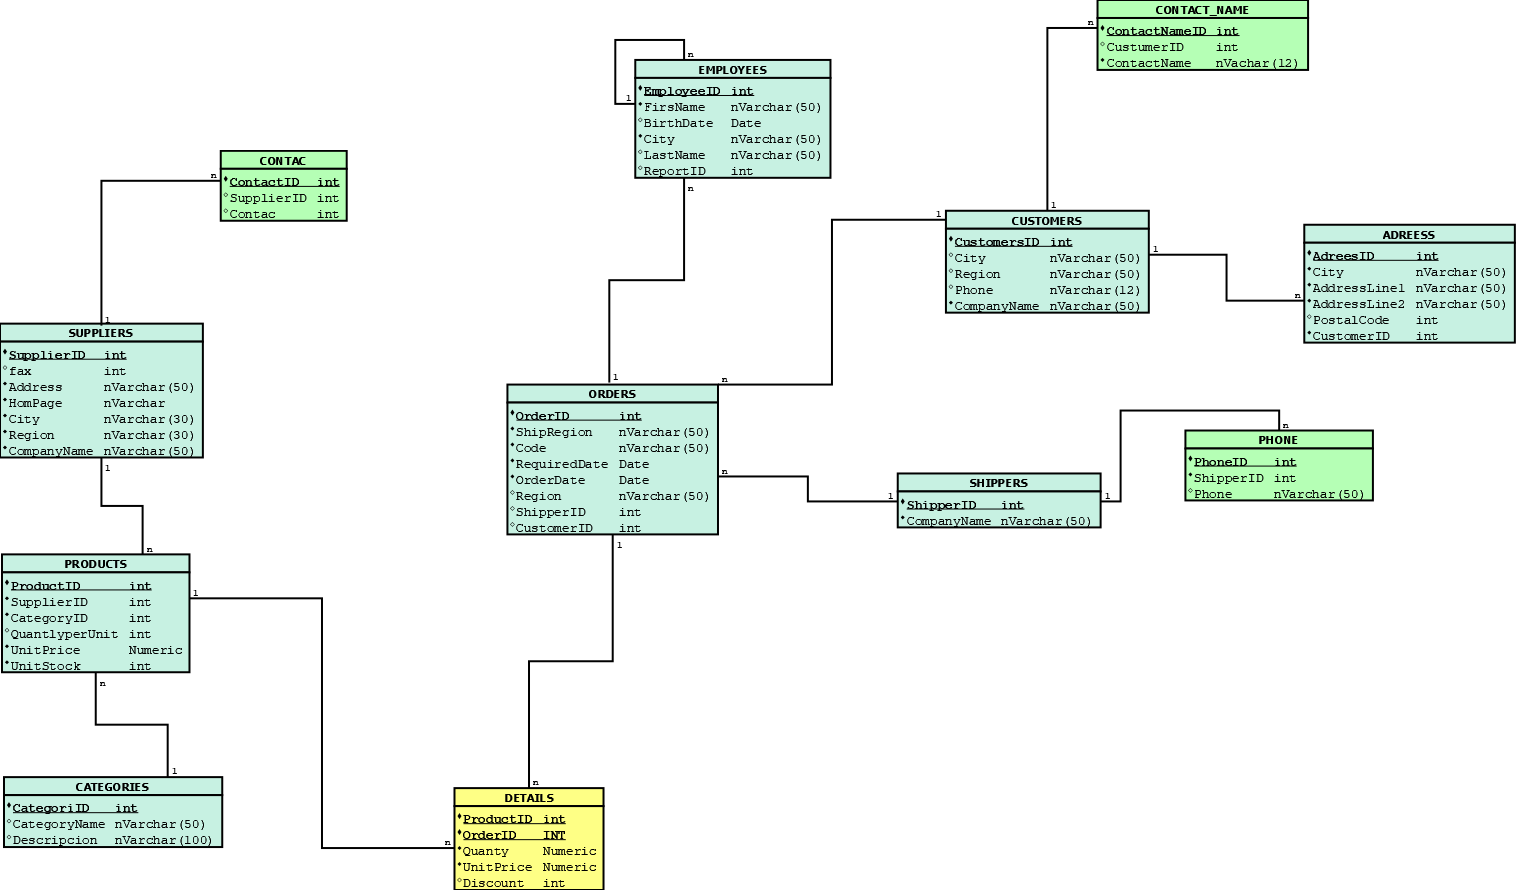 CONTACT_NAME
ContactNameID int
CustumerID int
ContactName nVachar(12)
n
1
EMPLOYEES
EmployeeID int
FirsName nVarchar(50)
BirthDate Date
City nVarchar(50)
LastName nVarchar(50)
ReportID int
n
1
n
1
CONTAC
ContactID int
SupplierID int
Contac int
n
1
CUSTOMERS
CustomersID int
City nVarchar(50)
Region nVarchar(50)
Phone nVarchar(12)
CompanyName nVarchar(50)
1
n
1
n
ADREESS
AdreesID int
City nVarchar(50)
AddressLine1 nVarchar(50)
AddressLine2 nVarchar(50)
PostalCode int
CustomerID int
SUPPLIERS
SupplierID int
fax int
Address nVarchar(50)
HomPage nVarchar
City nVarchar(30)
Region nVarchar(30)
CompanyName nVarchar(50)
1
n
ORDERS
OrderID int
ShipRegion nVarchar(50)
Code nVarchar(50)
RequiredDate Date
OrderDate Date
Region nVarchar(50)
ShipperID int
CustomerID int
n
1
1
n
SHIPPERS
ShipperID int
CompanyName nVarchar(50)
1
n
PHONE
PhoneID int
ShipperID int
Phone nVarchar(50)
PRODUCTS
ProductID int
SupplierID int
CategoryID int
QuantlyperUnit int
UnitPrice Numeric
UnitStock int
1
n
n
1
CATEGORIES
CategoriID int
CategoryName nVarchar(50)
Descripcion nVarchar(100)
DETAILS
ProductID int
OrderID INT
Quanty Numeric
UnitPrice Numeric
Discount int